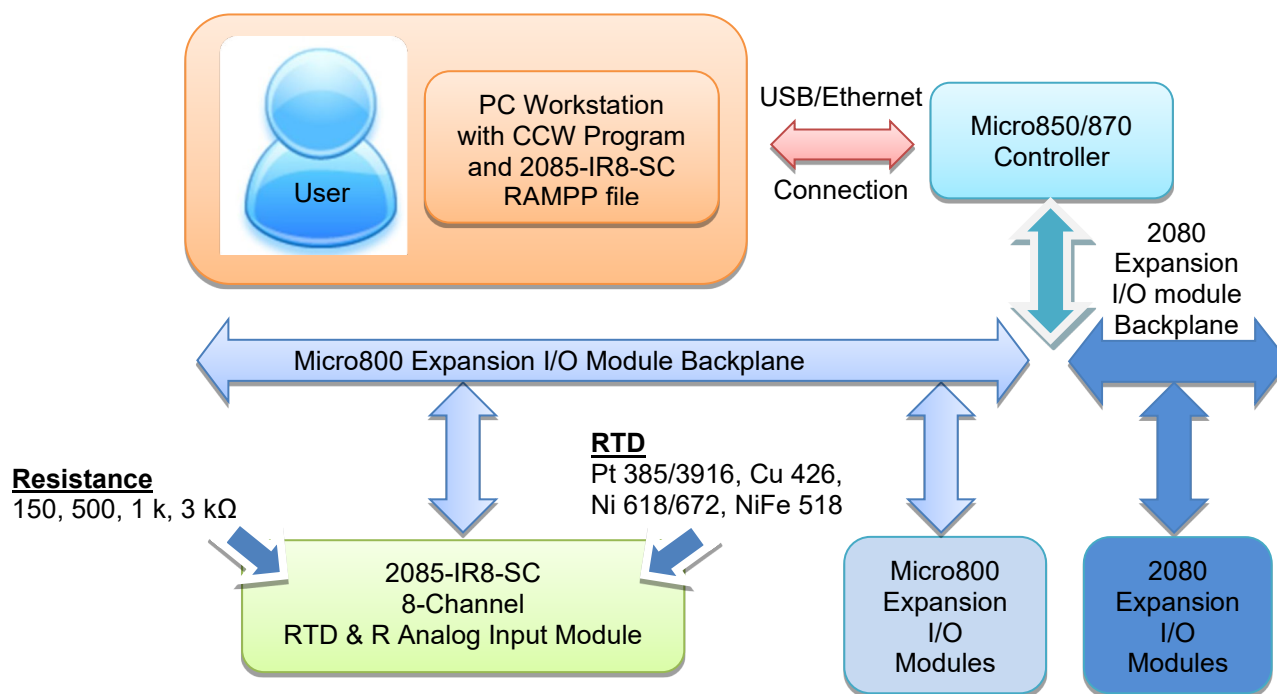 User
PC Workstation
with CCW Program
and 2085-IR8-SC
RAMPP file
USB/Ethernet
Connection
Micro850/870
Controller
2080
Expansion
I/O module
Backplane
Micro800 Expansion I/O Module Backplane
Resistance
150, 500, 1 k, 3 kΩ
RTD
Pt 385/3916, Cu 426,
Ni 618/672, NiFe 518
2085-IR8-SC
8-Channel
RTD & R Analog Input Module
Micro800
Expansion
I/O
Modules
2080
Expansion
I/O
Modules